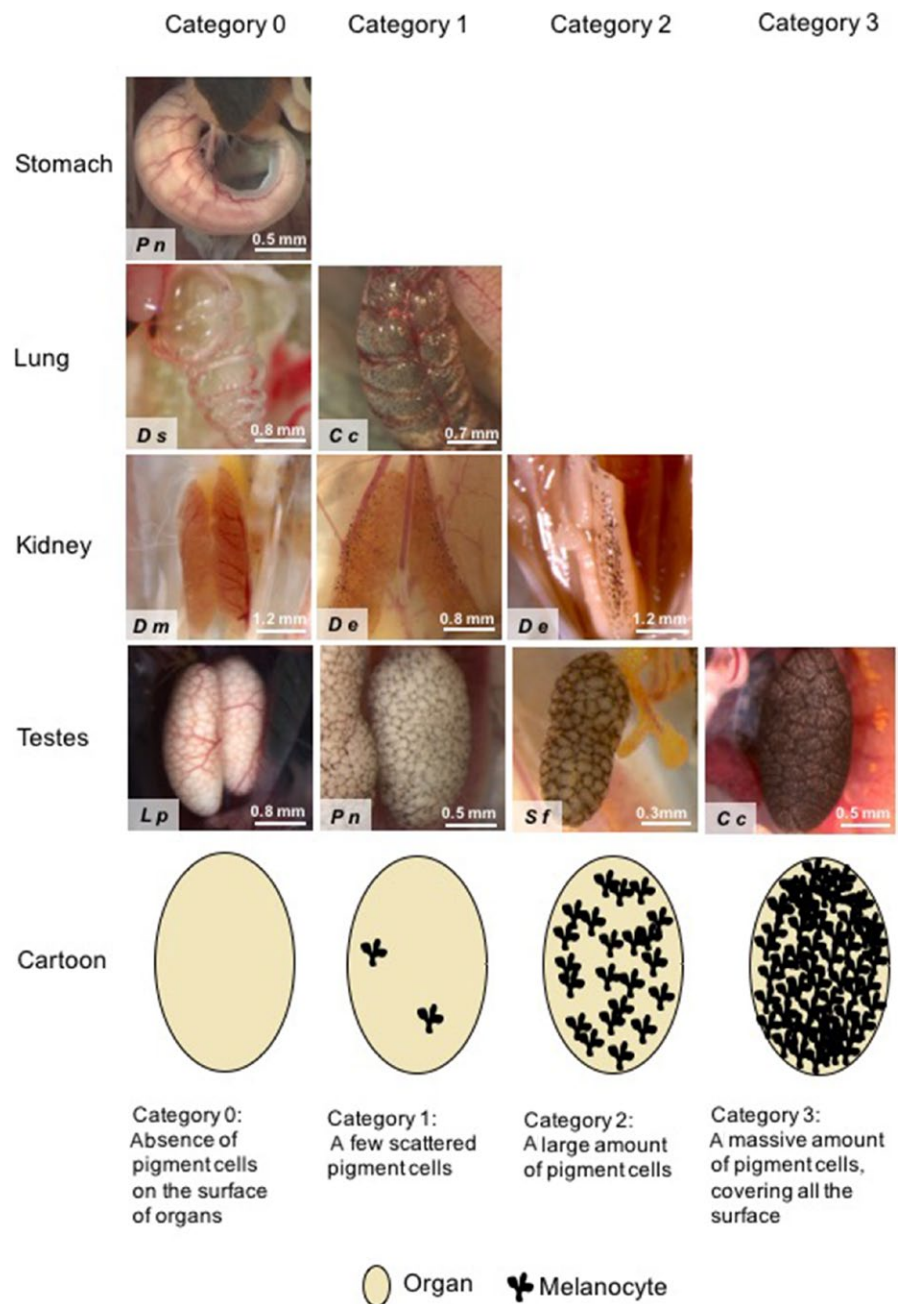 Category 0 Category 1 Category 2 Category 3
Stomach
P n 0.5 mm
Lung
D s 0.8 mm C c 0.7 mm
Kidney
D m 1.2 mm D e 0.8 mm D e 1.2 mm
Testes
L p 0.8 mm P n 0.5 mm S f 0.3mm C c 0.5 mm
Cartoon
Category 0:
Absence of
pigment cells
on the surface
of organs
Category 1:
A few scattered
pigment cells
Category 2:
A large amount
of pigment cells
Category 3:
A massive amount
of pigment cells,
covering all the
surface
Organ Melanocyte